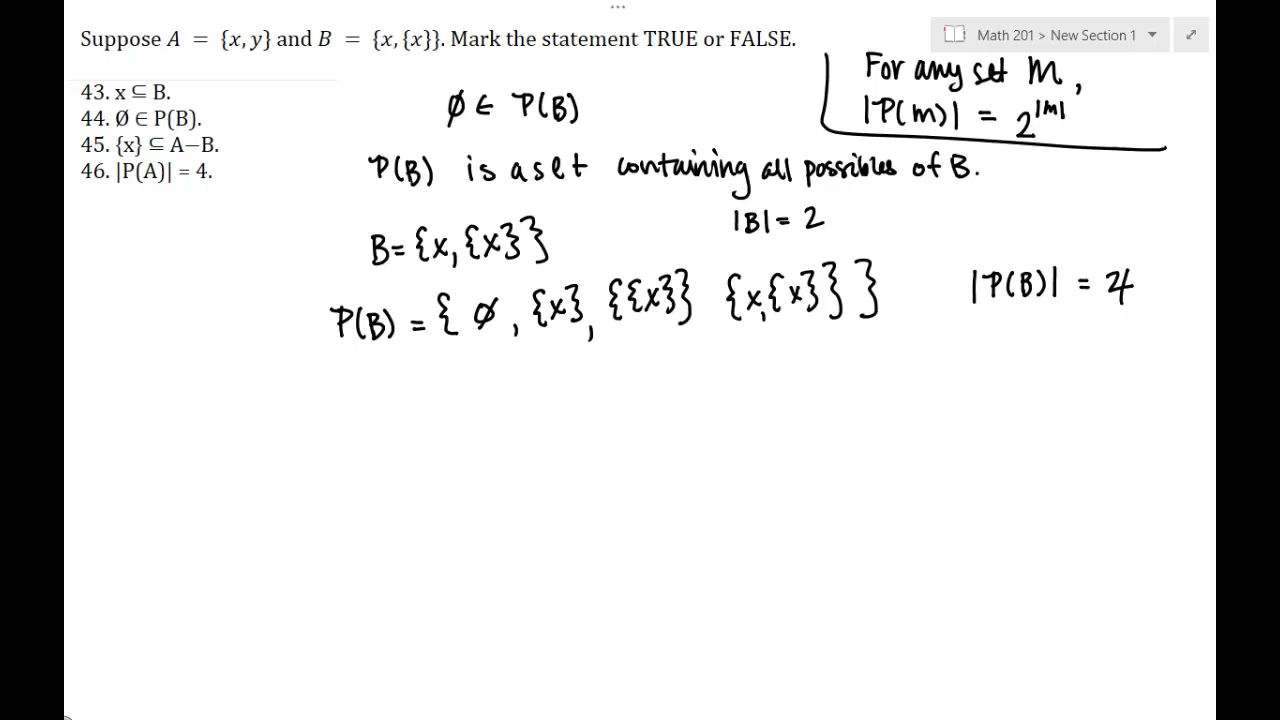 Suppose A = {x, y} and B = {x, {x}}. Mark the statement TRUE or FALSE.
Math 201 > New Section 1
43. x ⊆ B.
44. Ø ∈ P(B).
45. {x} ⊆ A−B.
46. |P(A)| = 4.
For any set M,
|P(M)| = 2^|M|
∅ ∈ P(B)
P(B) is a set containing all possibles of B.
|B| = 2
B = {x, {x}}
P(B) = { ∅, {x}, {{x}} {x, {x}} }
|P(B)| = 4